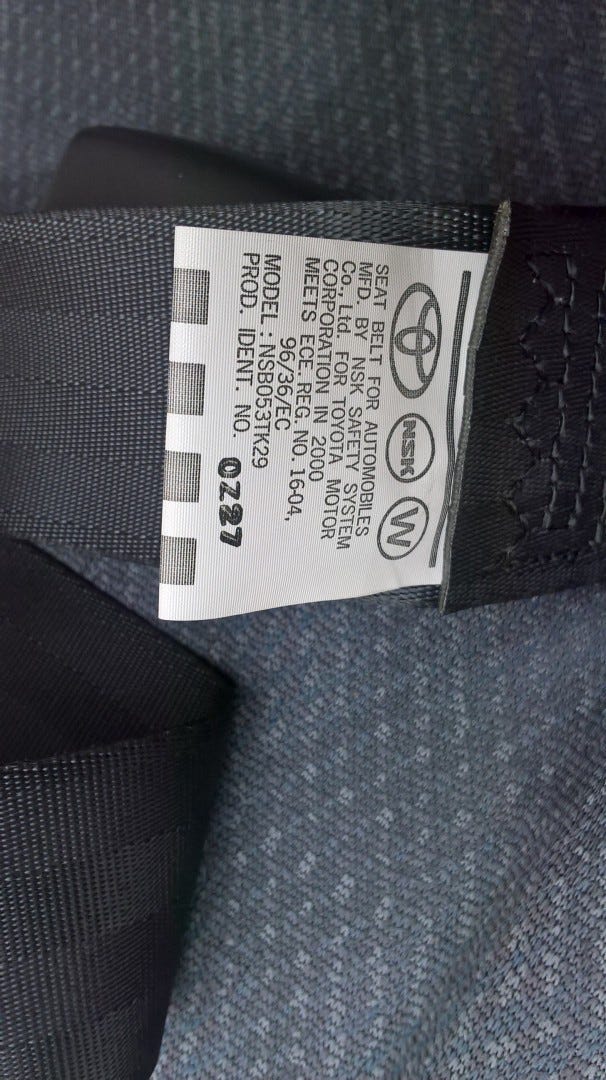 NSK W
SEAT BELT FOR AUTOMOBILES
MFD. BY NSK SAFETY SYSTEM
Co., Ltd. FOR TOYOTA MOTOR
CORPORATION IN 2000
MEETS ECE. REG. NO. 16-04,
96/36/EC
MODEL : NSB053TK29
PROD. IDENT. NO. 0Z27